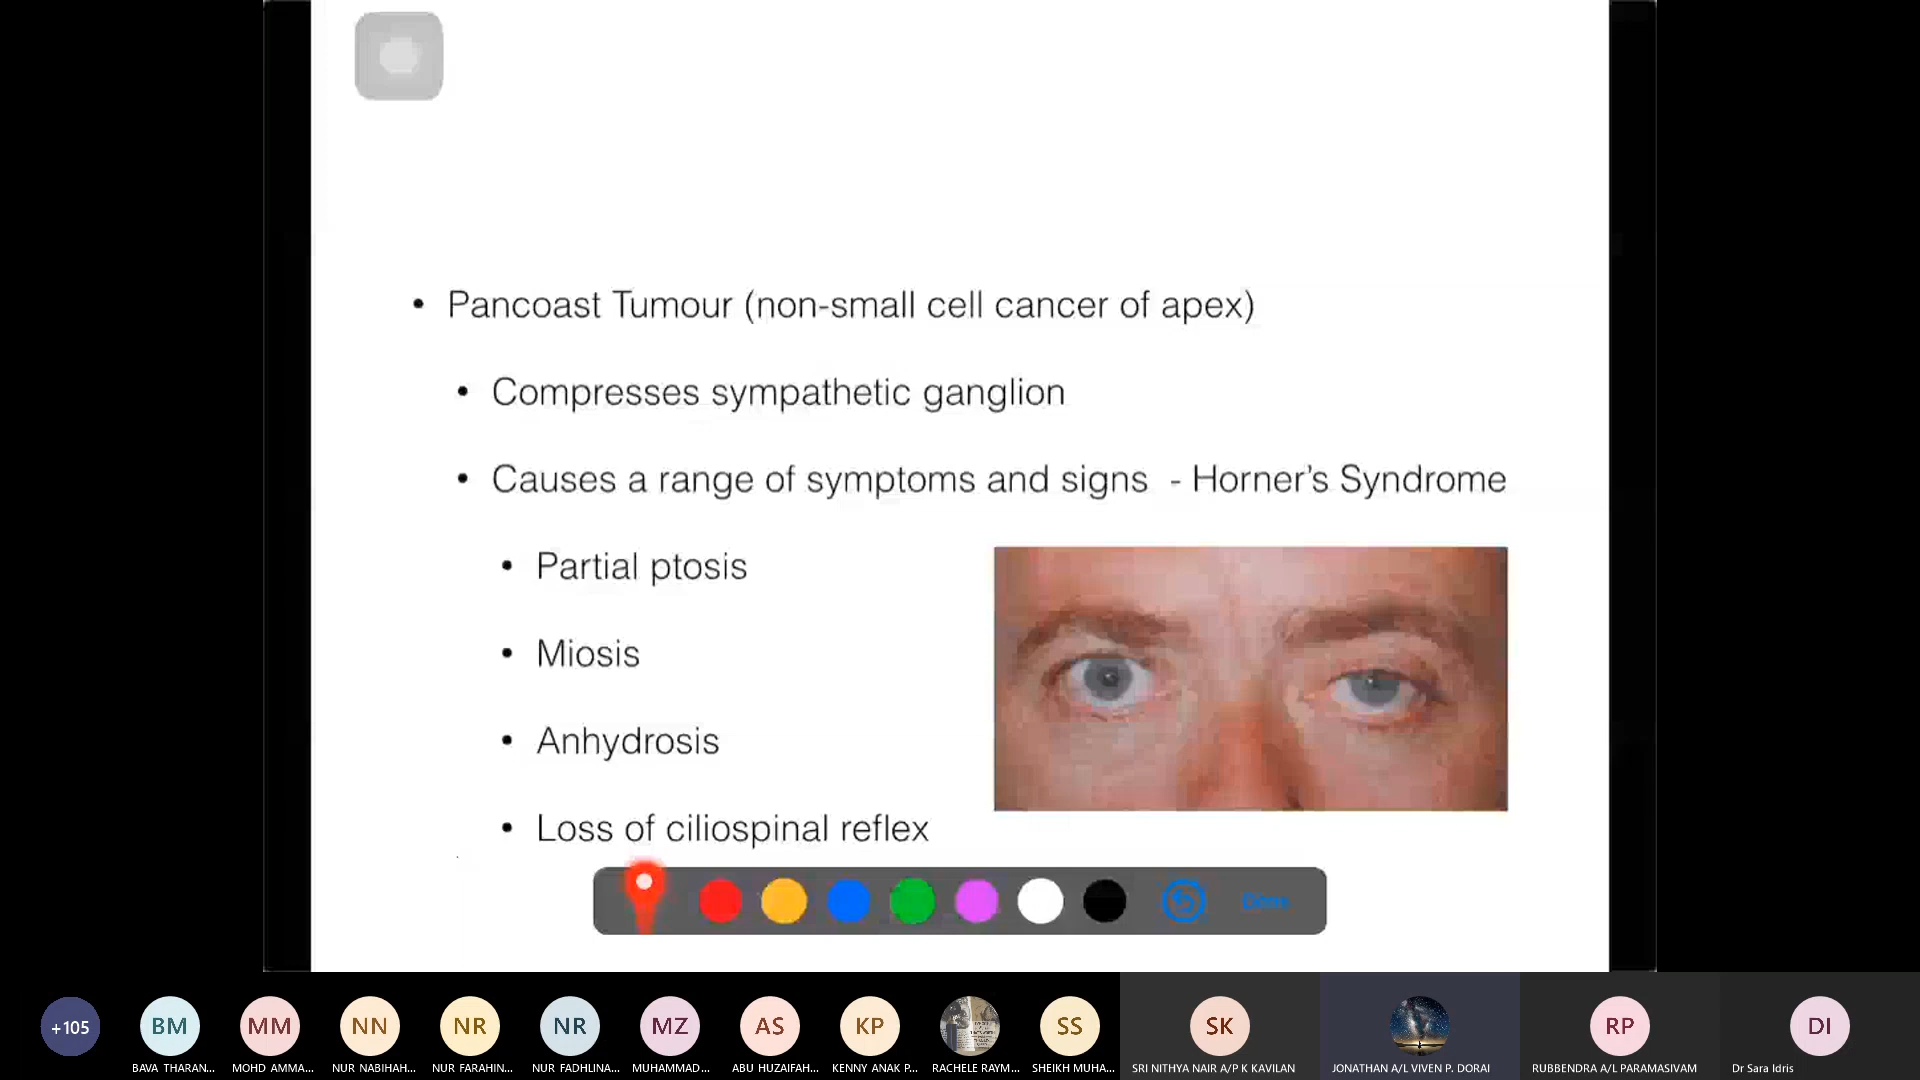 • Pancoast Tumour (non-small cell cancer of apex)
• Compresses sympathetic ganglion
• Causes a range of symptoms and signs - Horner's Syndrome
• Partial ptosis
• Miosis
• Anhydrosis
• Loss of ciliospinal reflex
Done
+105 BM MM NN NR NR MZ AS KP SS SK RP DI
BAVA THARAN... MOHD AMMA... NUR NABIHAH... NUR FARAHIN... NUR FADHLINA... MUHAMMAD... ABU HUZAIFAH... KENNY ANAK P... RACHELE RAYM... SHEIKH MUHA... SRI NITHYA NAIR A/P K KAVILAN JONATHAN A/L VIVEN P. DORAI RUBBENDRA A/L PARAMASIVAM Dr Sara Idris